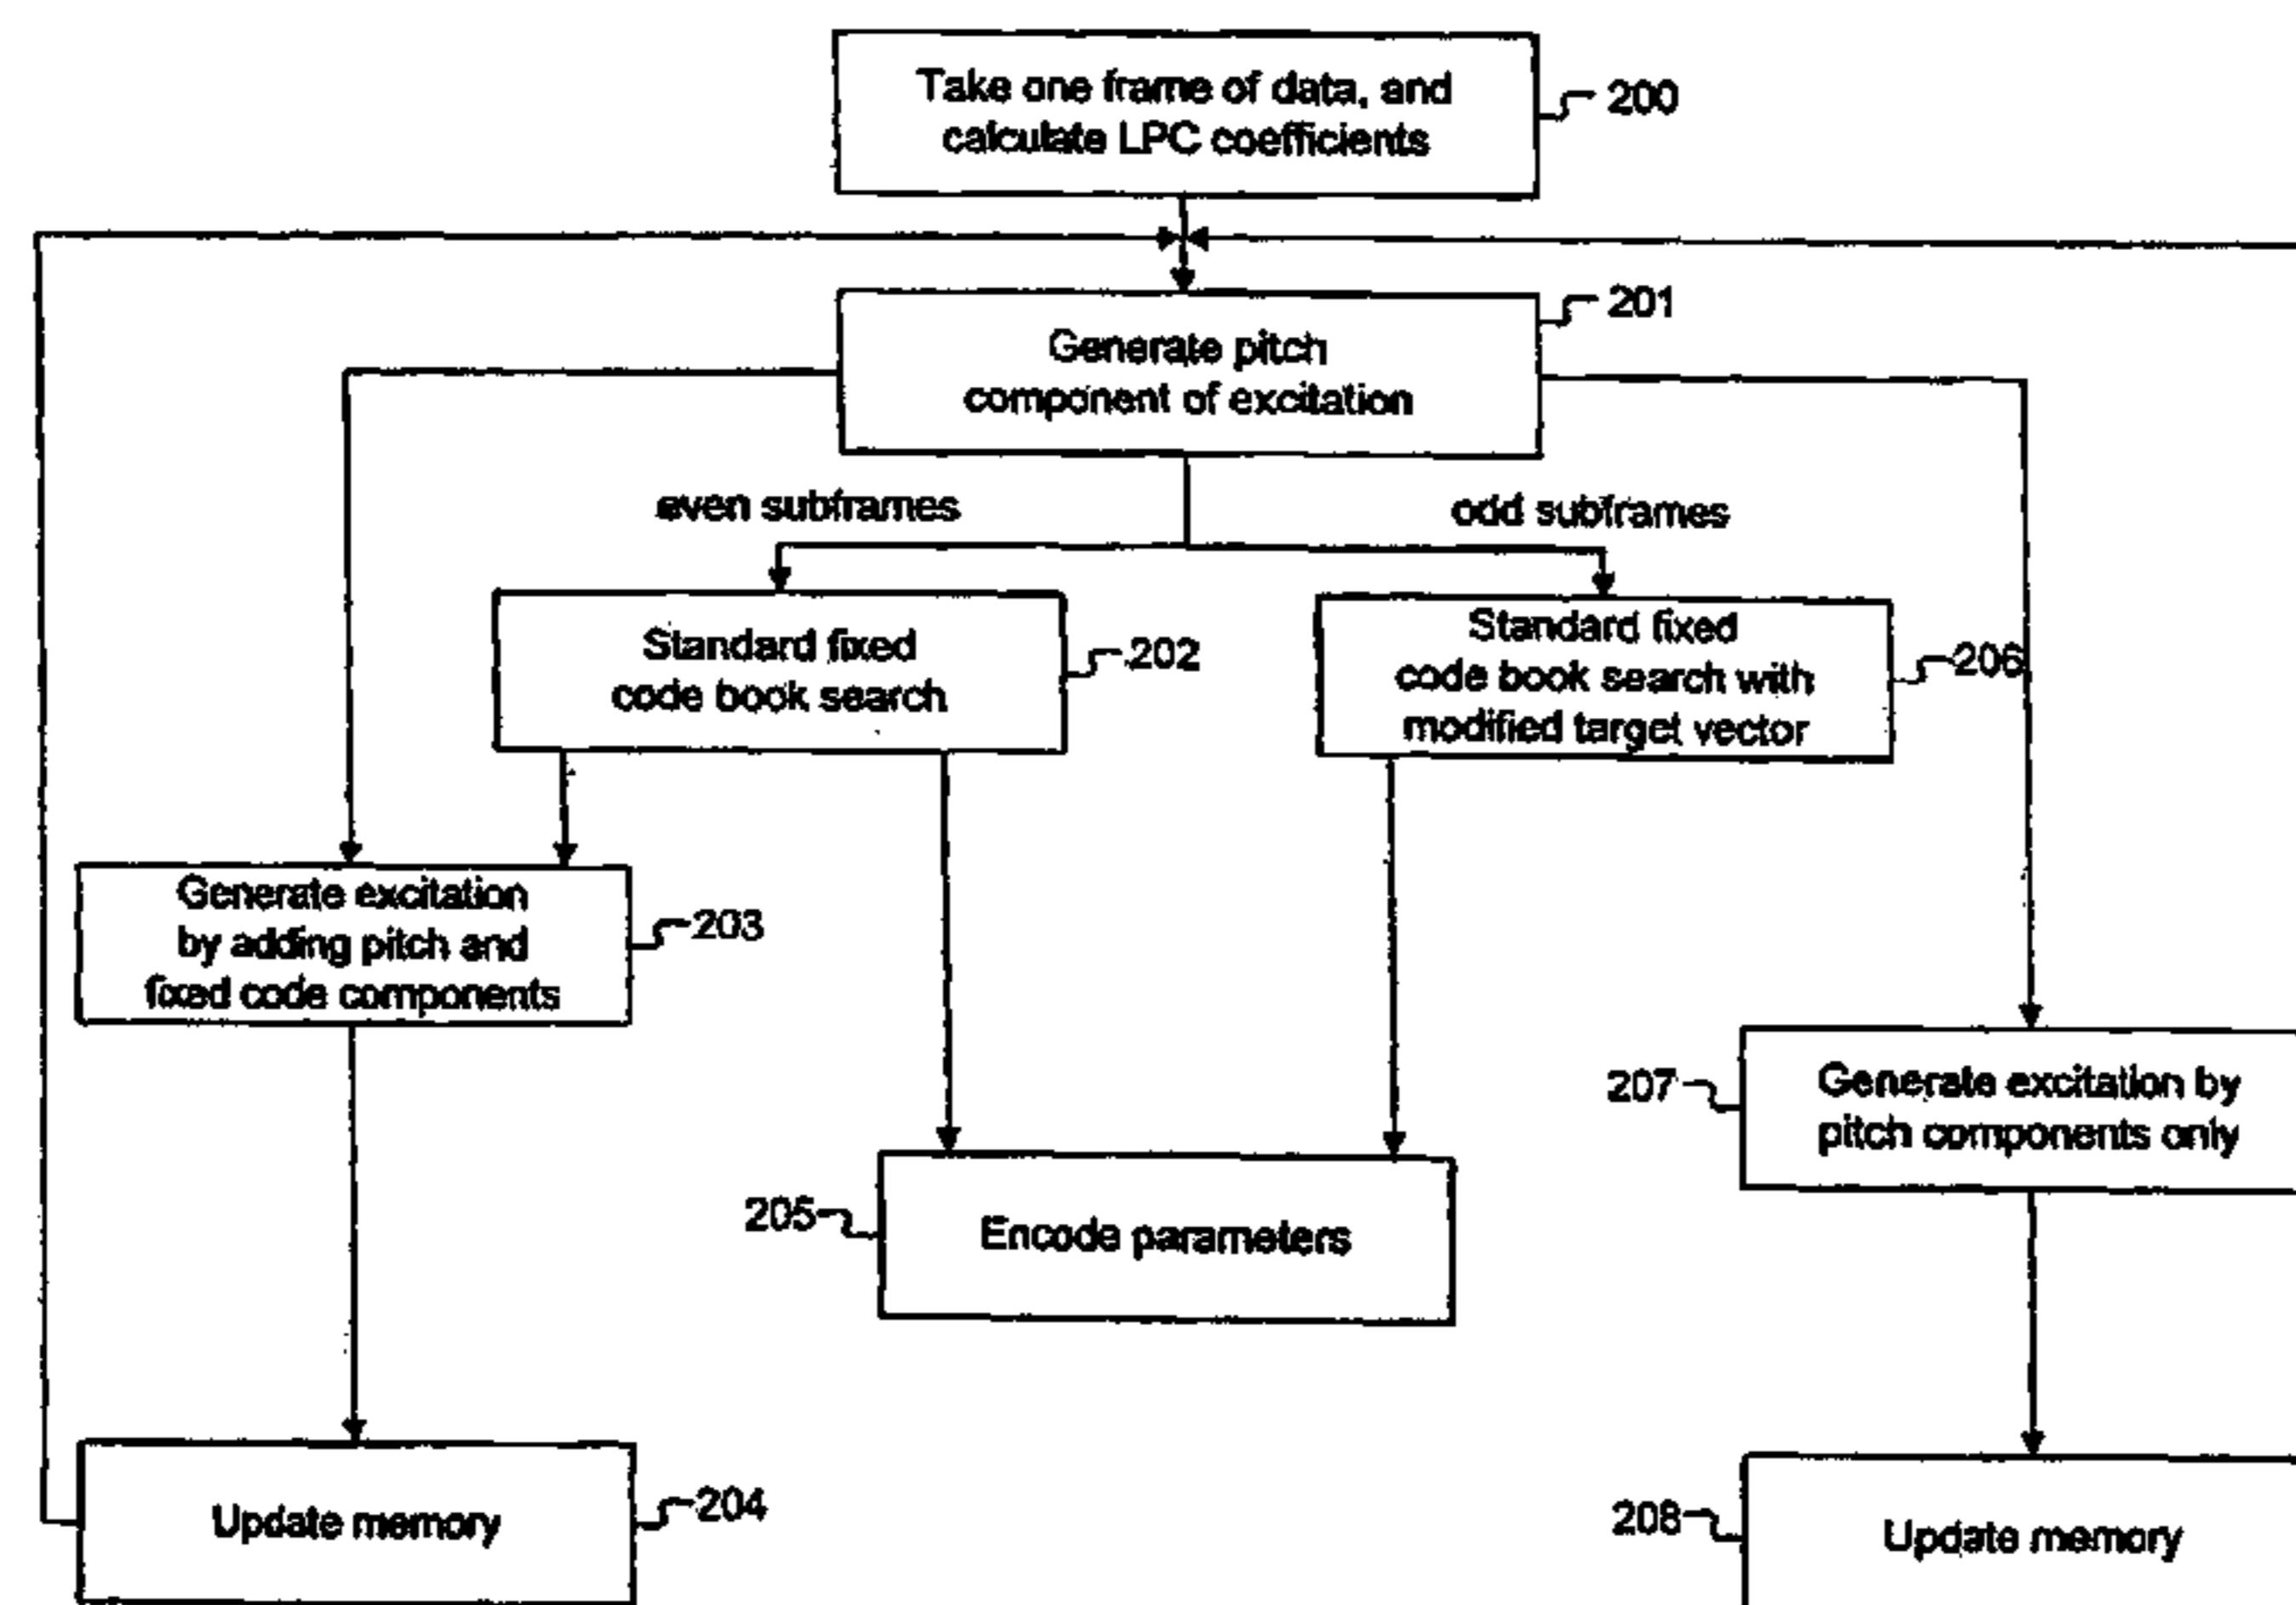 Take one frame of data, and
calculate LPC coefficients
200
201
Generate pitch
component of excitation
even subframes
odd subframes
Standard fixed
code book search
202
Standard fixed
code book search with
modified target vector
206
Generate excitation
by adding pitch and
fixed code components
203
207
Generate excitation by
pitch components only
205
Encode parameters
Update memory
204
208
Update memory